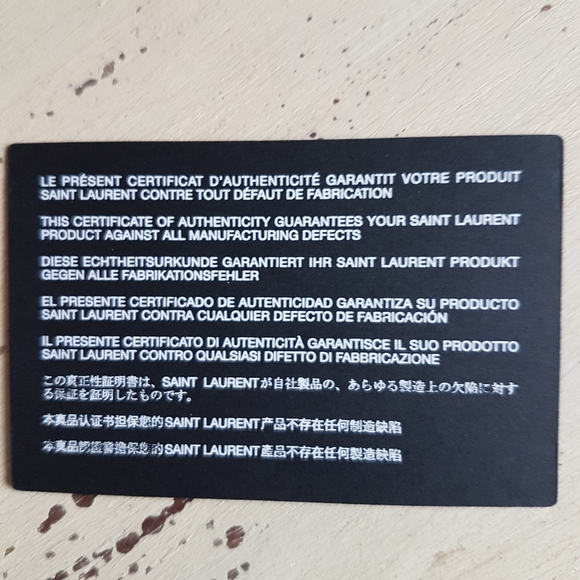 LE PRÉSENT CERTIFICAT D'AUTHENTICITÉ GARANTIT VOTRE PRODUIT
SAINT LAURENT CONTRE TOUT DÉFAUT DE FABRICATION
THIS CERTIFICATE OF AUTHENTICITY GUARANTEES YOUR SAINT LAURENT
PRODUCT AGAINST ALL MANUFACTURING DEFECTS
DIESE ECHTHEITSURKUNDE GARANTIERT IHR SAINT LAURENT PRODUKT
GEGEN ALLE FABRIKATIONSFEHLER
EL PRESENTE CERTIFICADO DE AUTENTICIDAD GARANTIZA SU PRODUCTO
SAINT LAURENT CONTRA CUALQUIER DEFECTO DE FABRICACIÓN
IL PRESENTE CERTIFICATO DI AUTENTICITÀ GARANTISCE IL SUO PRODOTTO
SAINT LAURENT CONTRO QUALSIASI DIFETTO DI FABBRICAZIONE
この真正性証明書は、SAINT LAURENTが自社製品の、あらゆる製造上の欠陥に対す
る保証を証明したものです。
本真品认证书担保您的SAINT LAURENT产品不存在任何制造缺陷
本真品認證書擔保您的SAINT LAURENT產品不存在任何製造缺陷